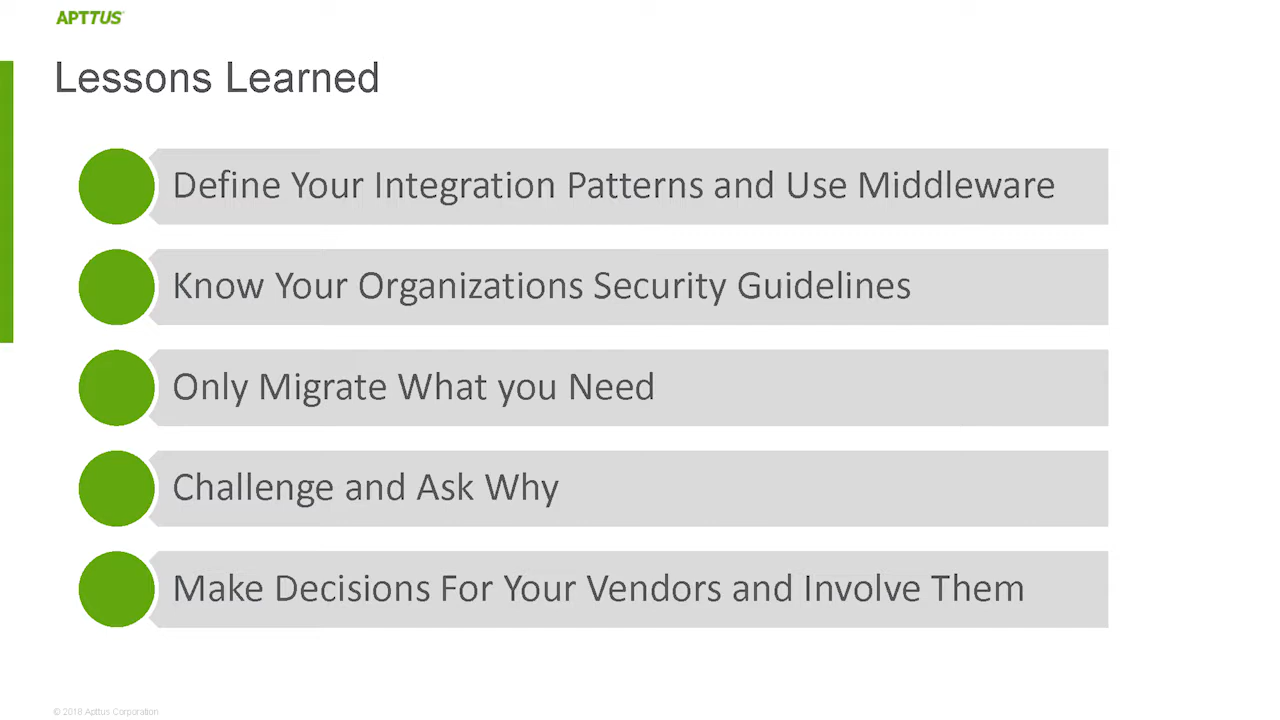 APTTUS
Lessons Learned
Define Your Integration Patterns and Use Middleware
Know Your Organizations Security Guidelines
Only Migrate What you Need
Challenge and Ask Why
Make Decisions For Your Vendors and Involve Them
© 2018 Apttus Corporation